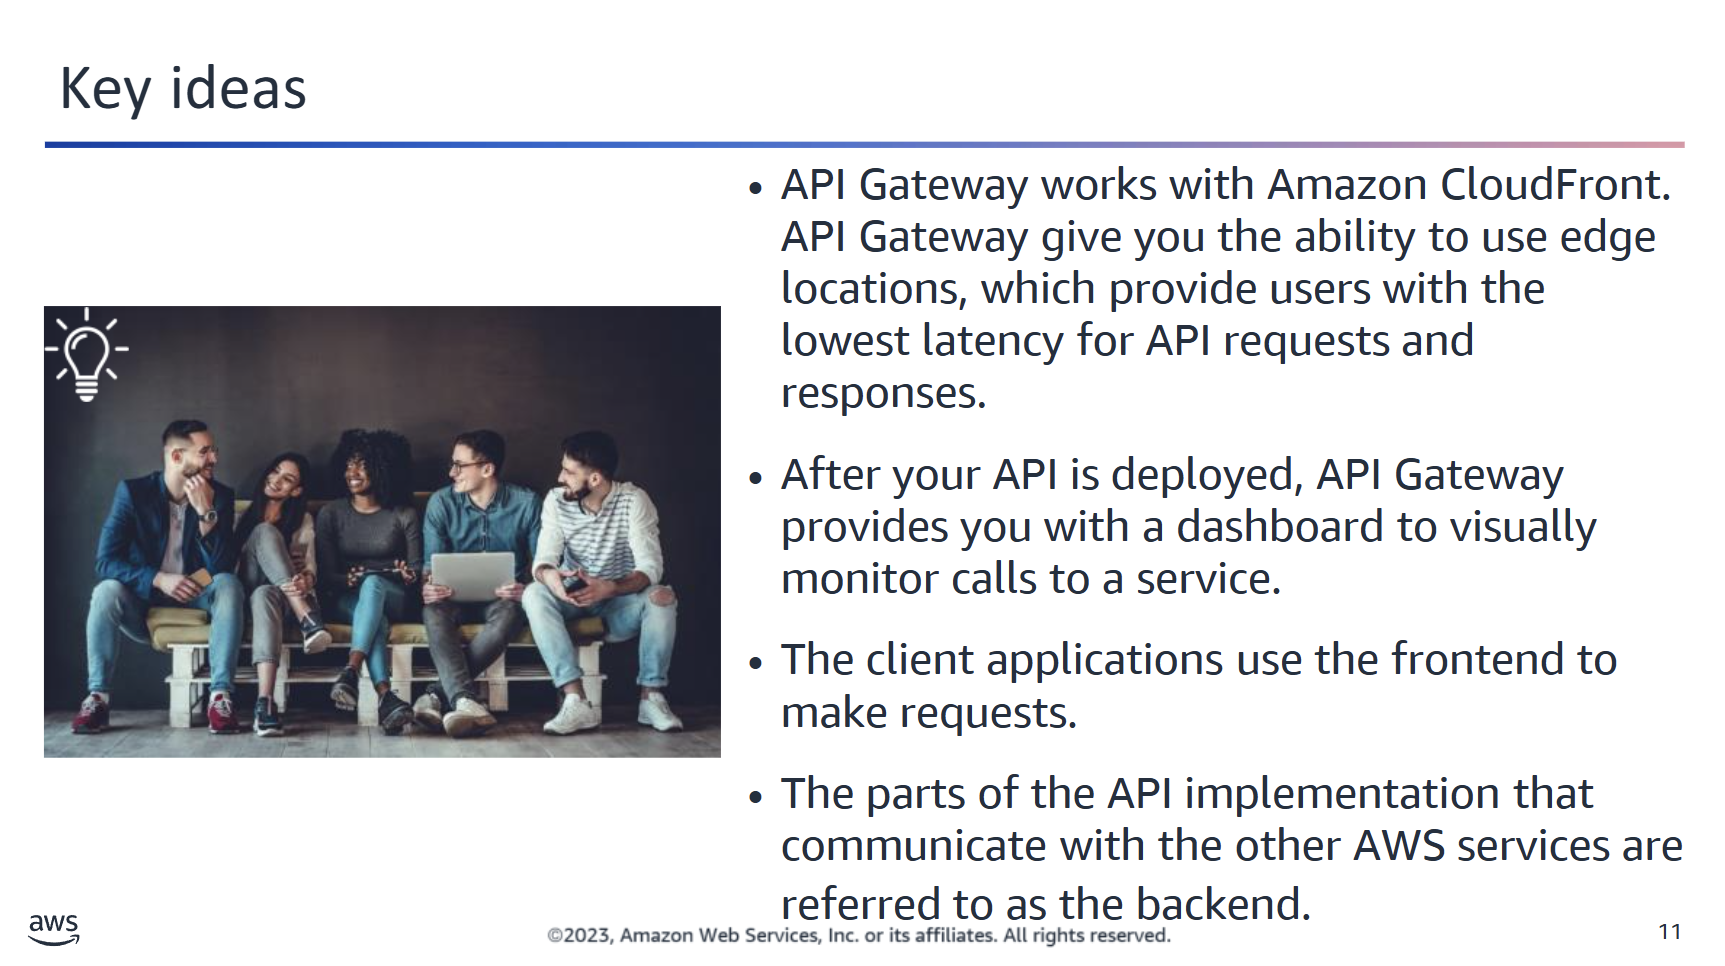 Key ideas
• API Gateway works with Amazon CloudFront.
API Gateway give you the ability to use edge
locations, which provide users with the
lowest latency for API requests and
responses.
• After your API is deployed, API Gateway
provides you with a dashboard to visually
monitor calls to a service.
• The client applications use the frontend to
make requests.
• The parts of the API implementation that
communicate with the other AWS services are
referred to as the backend.
aws
©2023, Amazon Web Services, Inc. or its affiliates. All rights reserved.
11